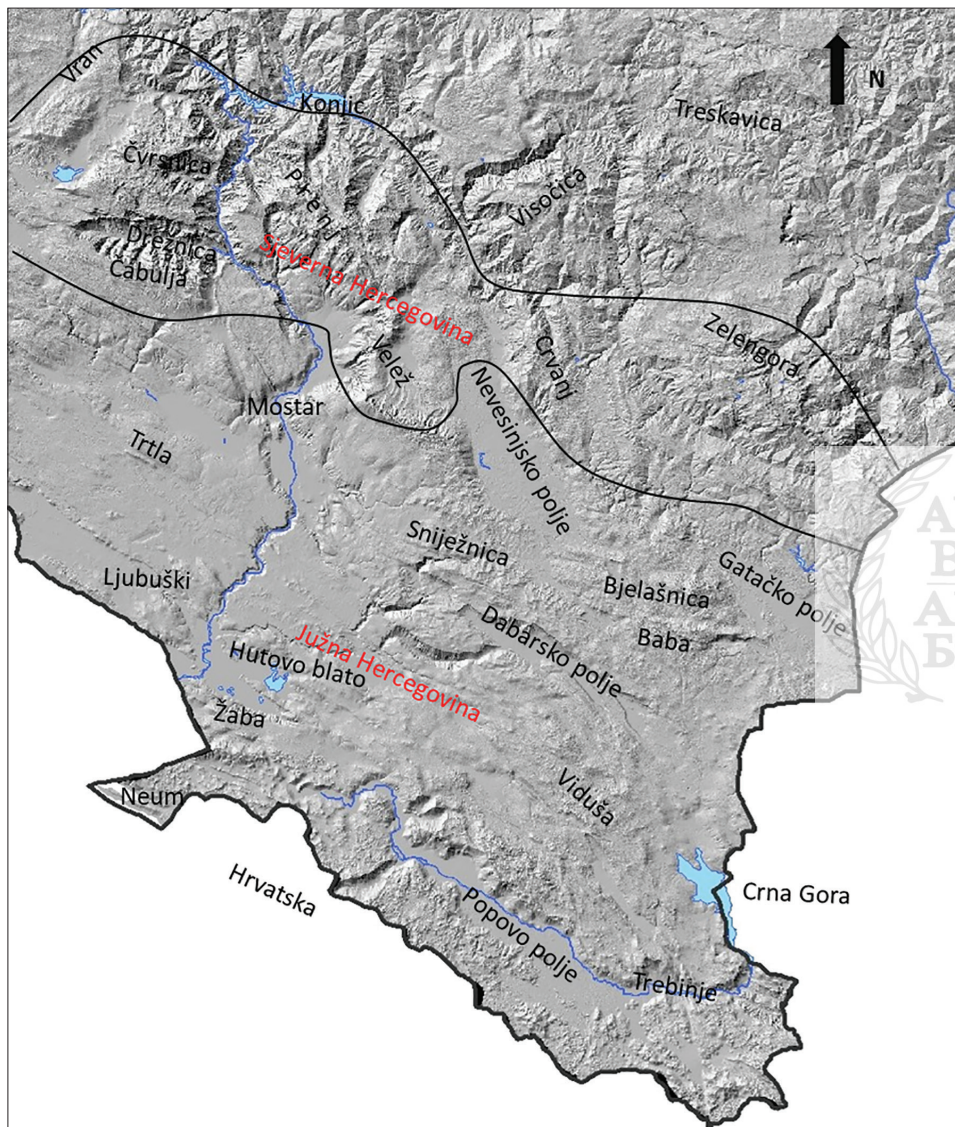 Vran
N
Konjic
Treskavica
Čvrsnica
Prenj
Visočica
Drežnica
Čabulja
Sjeverna Hercegovina
Velež
Crvanj
Zelengora
Mostar
Nevesinjsko polje
Trtla
Sniježnica
Bjelašnica
Gatačko polje
Ljubuški
Dabarsko polje
Baba
Južna Hercegovina
Hutovo blato
Žaba
Viduša
Neum
Hrvatska
Crna Gora
Popovo polje
Trebinje